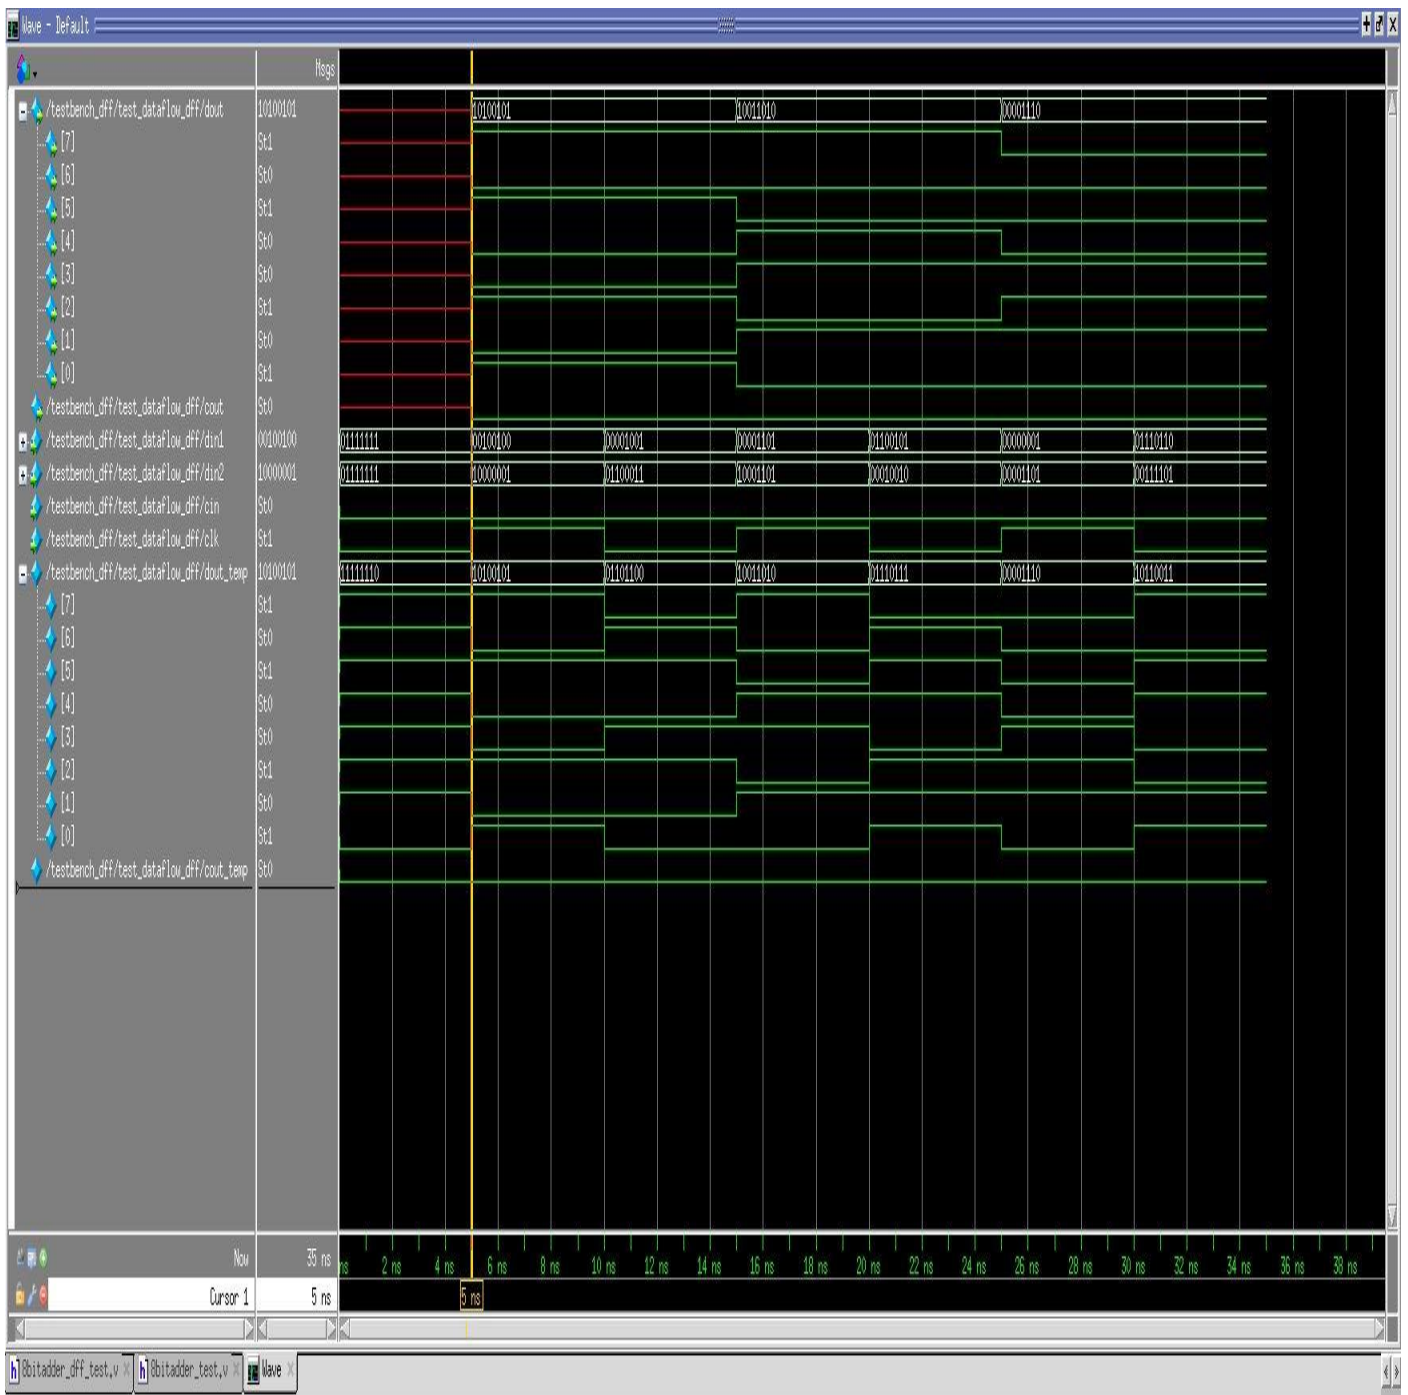 Wave - Default
Msgs
/testbench_dff/test_dataflow_dff/dout 10100101 10100101 10011010 00001110
[7] St1
[6] St0
[5] St1
[4] St0
[3] St0
[2] St1
[1] St0
[0] St1
/testbench_dff/test_dataflow_dff/cout St0
/testbench_dff/test_dataflow_dff/din1 00100100 01111111 00100100 00001001 00001101 01100101 00000001 01110110
/testbench_dff/test_dataflow_dff/din2 10000001 01111111 10000001 01100011 10001101 00010010 00001101 00111101
/testbench_dff/test_dataflow_dff/cin St0
/testbench_dff/test_dataflow_dff/clk St1
/testbench_dff/test_dataflow_dff/dout_temp 10100101 11111110 10100101 01101100 10011010 01110111 00001110 10110011
[7] St1
[6] St0
[5] St1
[4] St0
[3] St0
[2] St1
[1] St0
[0] St1
/testbench_dff/test_dataflow_dff/cout_temp St0
Now 35 ns ns 2 ns 4 ns 6 ns 8 ns 10 ns 12 ns 14 ns 16 ns 18 ns 20 ns 22 ns 24 ns 26 ns 28 ns 30 ns 32 ns 34 ns 36 ns 38 ns
Cursor 1 5 ns 5 ns
h 8bitadder_dff_test.v h 8bitadder_test.v Wave